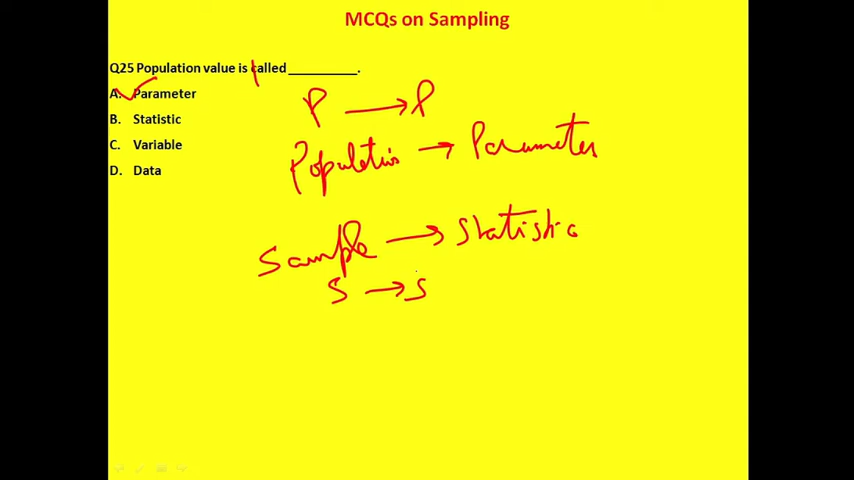 MCQs on Sampling
Q25 Population value is called __________.
A. Parameter
B. Statistic
C. Variable
D. Data
P → P
Population → Parameter
Sample → Statistic
S → S